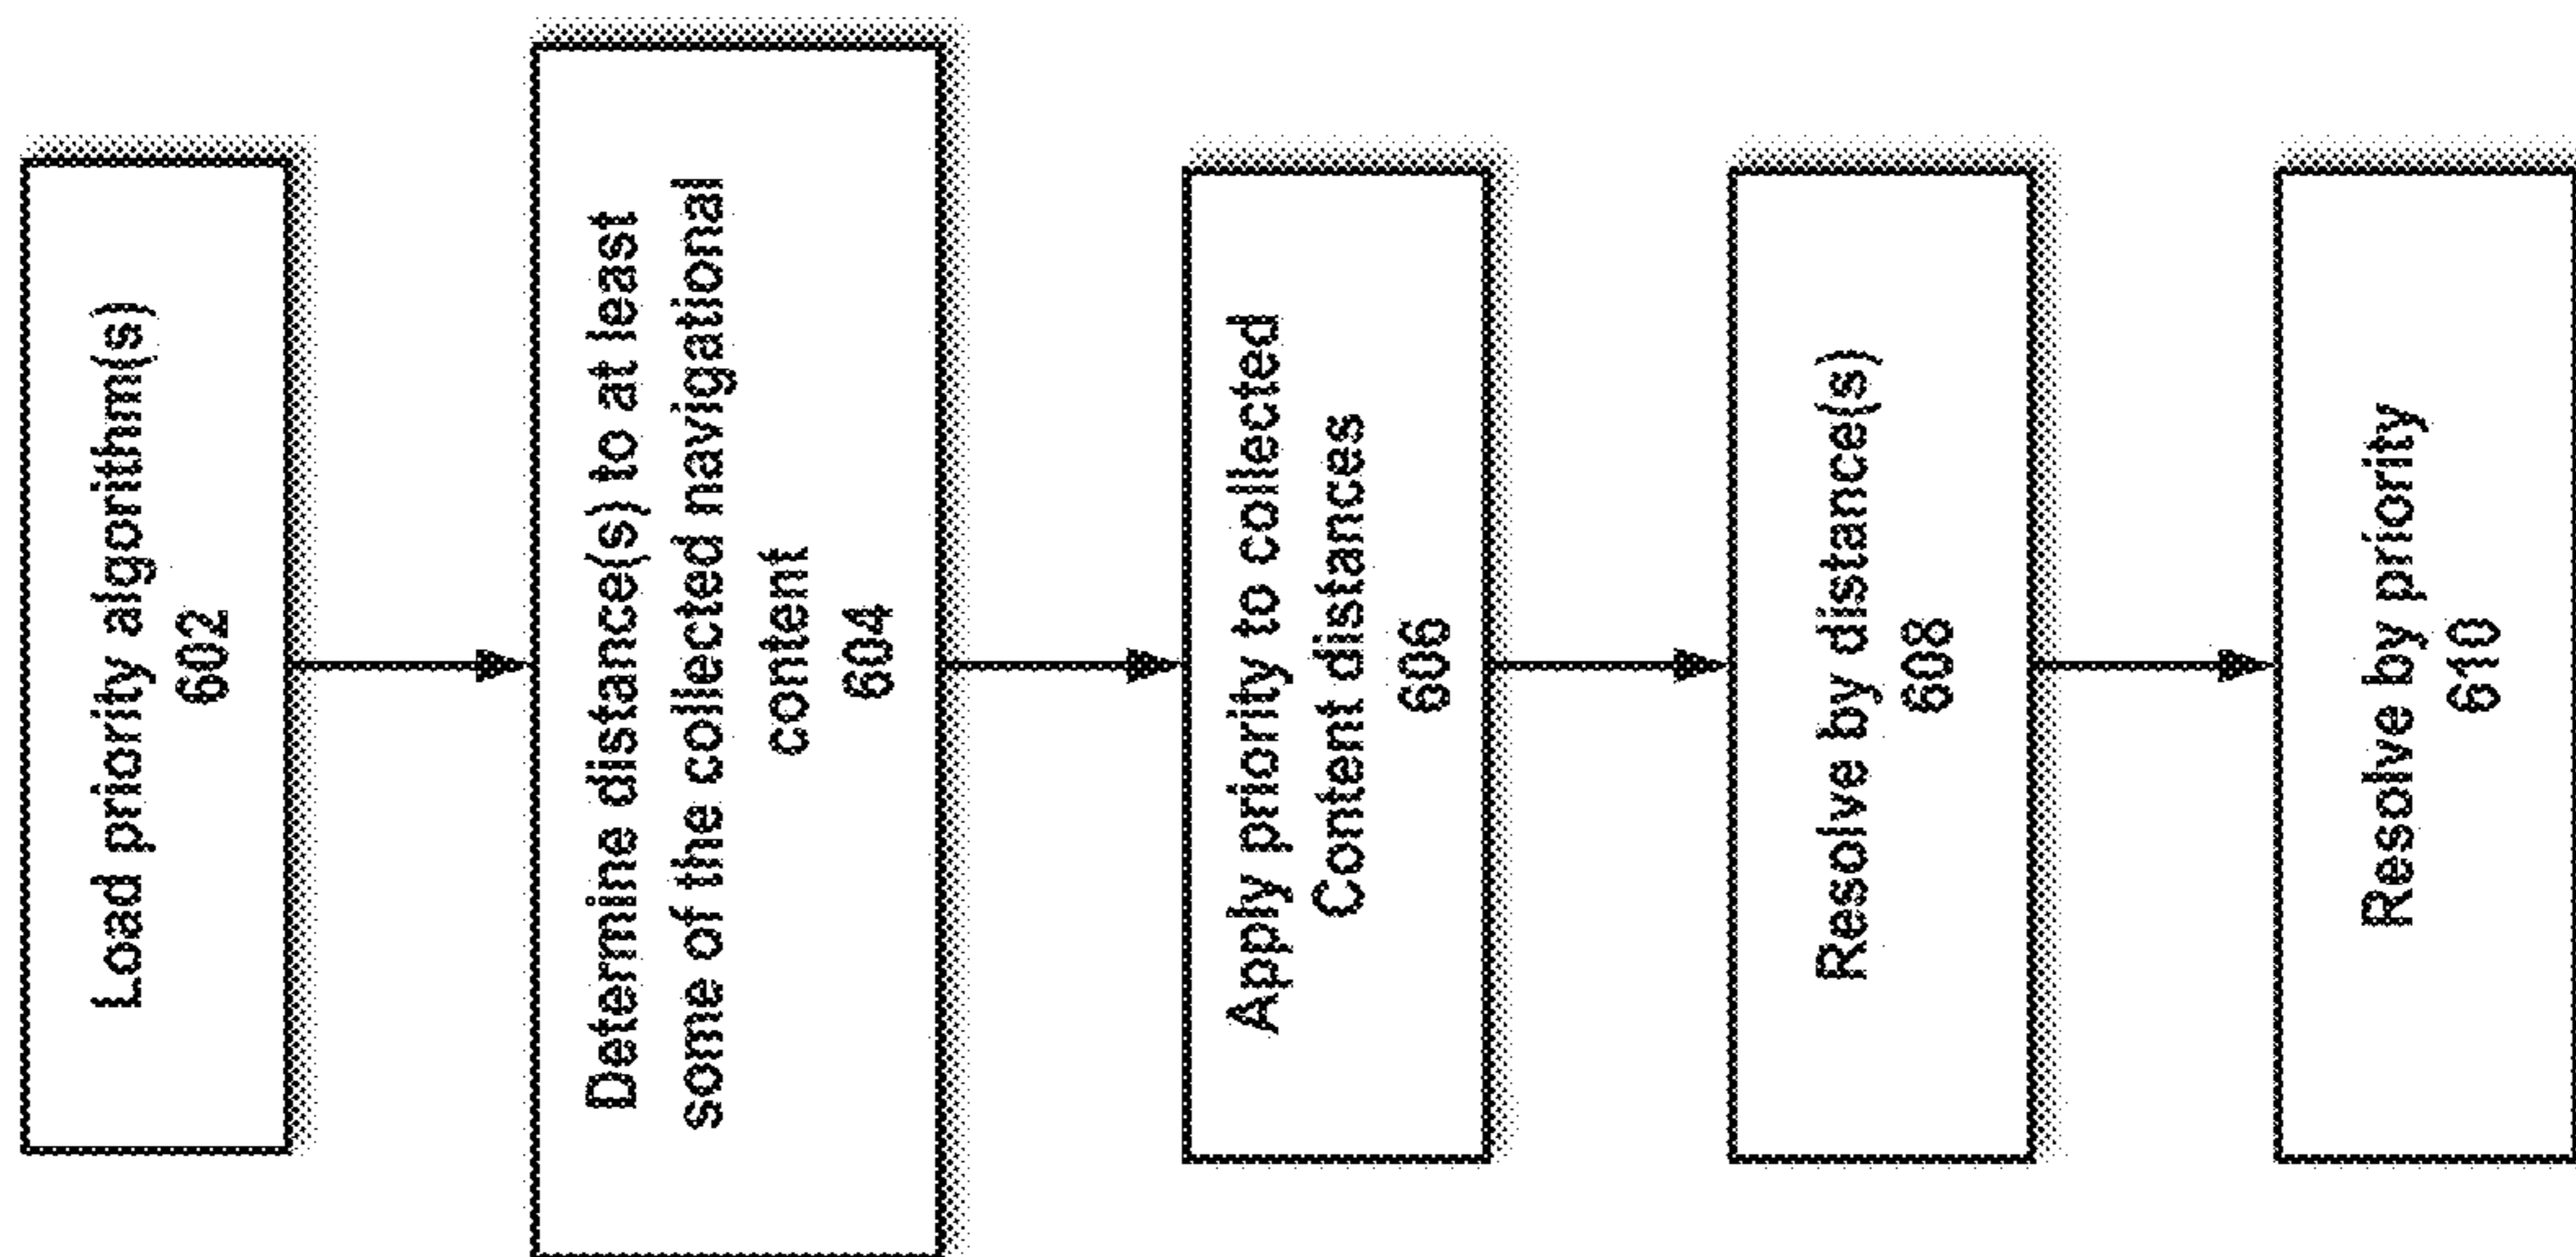 Load priority algorithm(s)
602
Determine distance(s) to at least
some of the collected navigational
content
604
Apply priority to collected
Content distances
606
Resolve by distance(s)
608
Resolve by priority
610